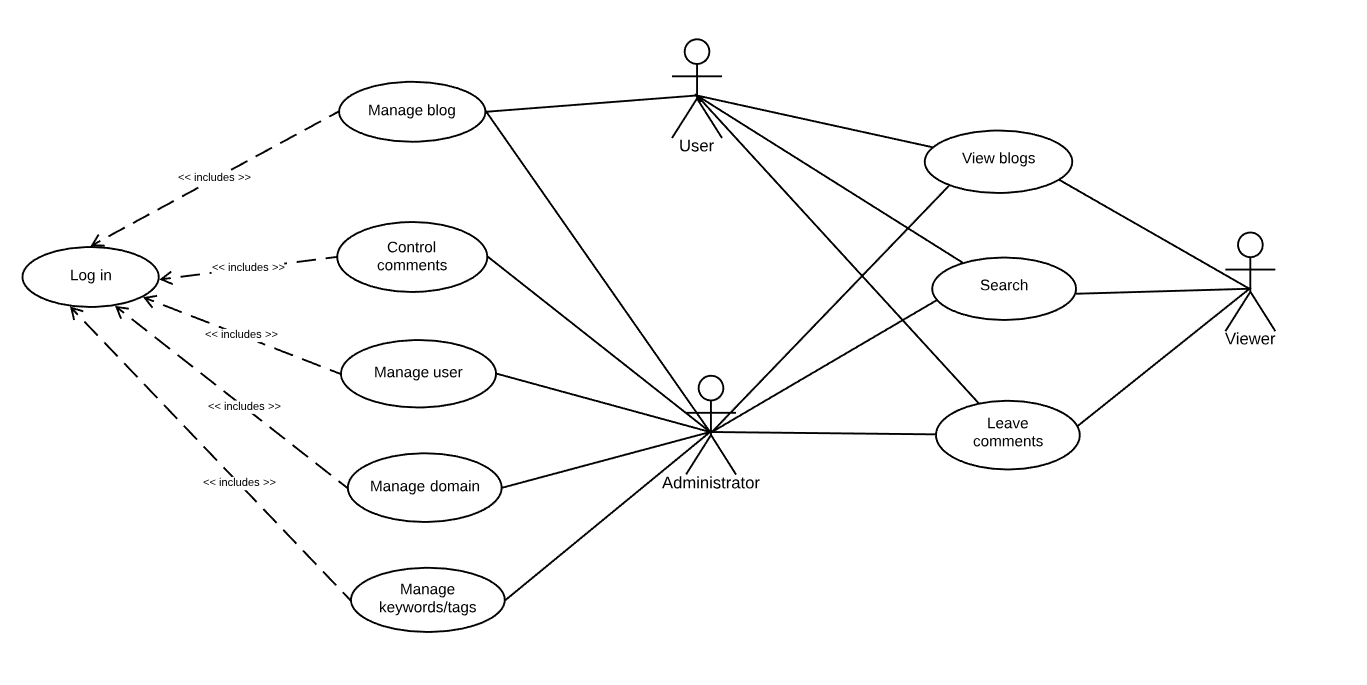 Manage blog
User
View blogs
<< includes >>
Control
comments
Log in
<< includes >>
Search
Viewer
<< includes >>
Manage user
<< includes >>
Leave
comments
Administrator
Manage domain
<< includes >>
Manage
keywords/tags